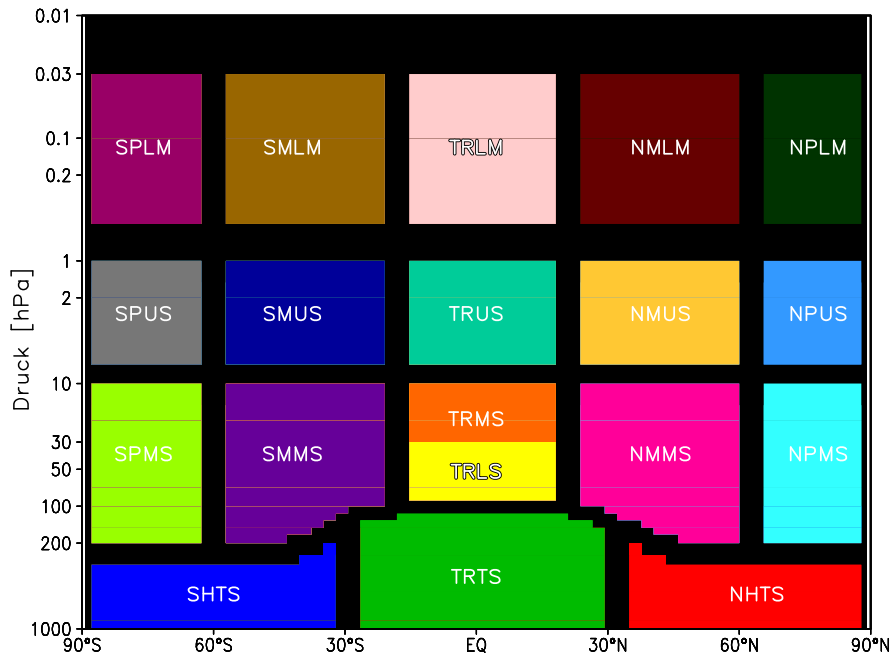 0.01
0.03
0.1
SPLM SMLM TRLM NMLM NPLM
0.2
1
2
SPUS SMUS TRUS NMUS NPUS
Druck [hPa]
10
TRMS
30
SPMS SMMS NMMS NPMS
50
TRLS
100
200
TRTS
SHTS NHTS
1000
90°S 60°S 30°S EQ 30°N 60°N 90°N